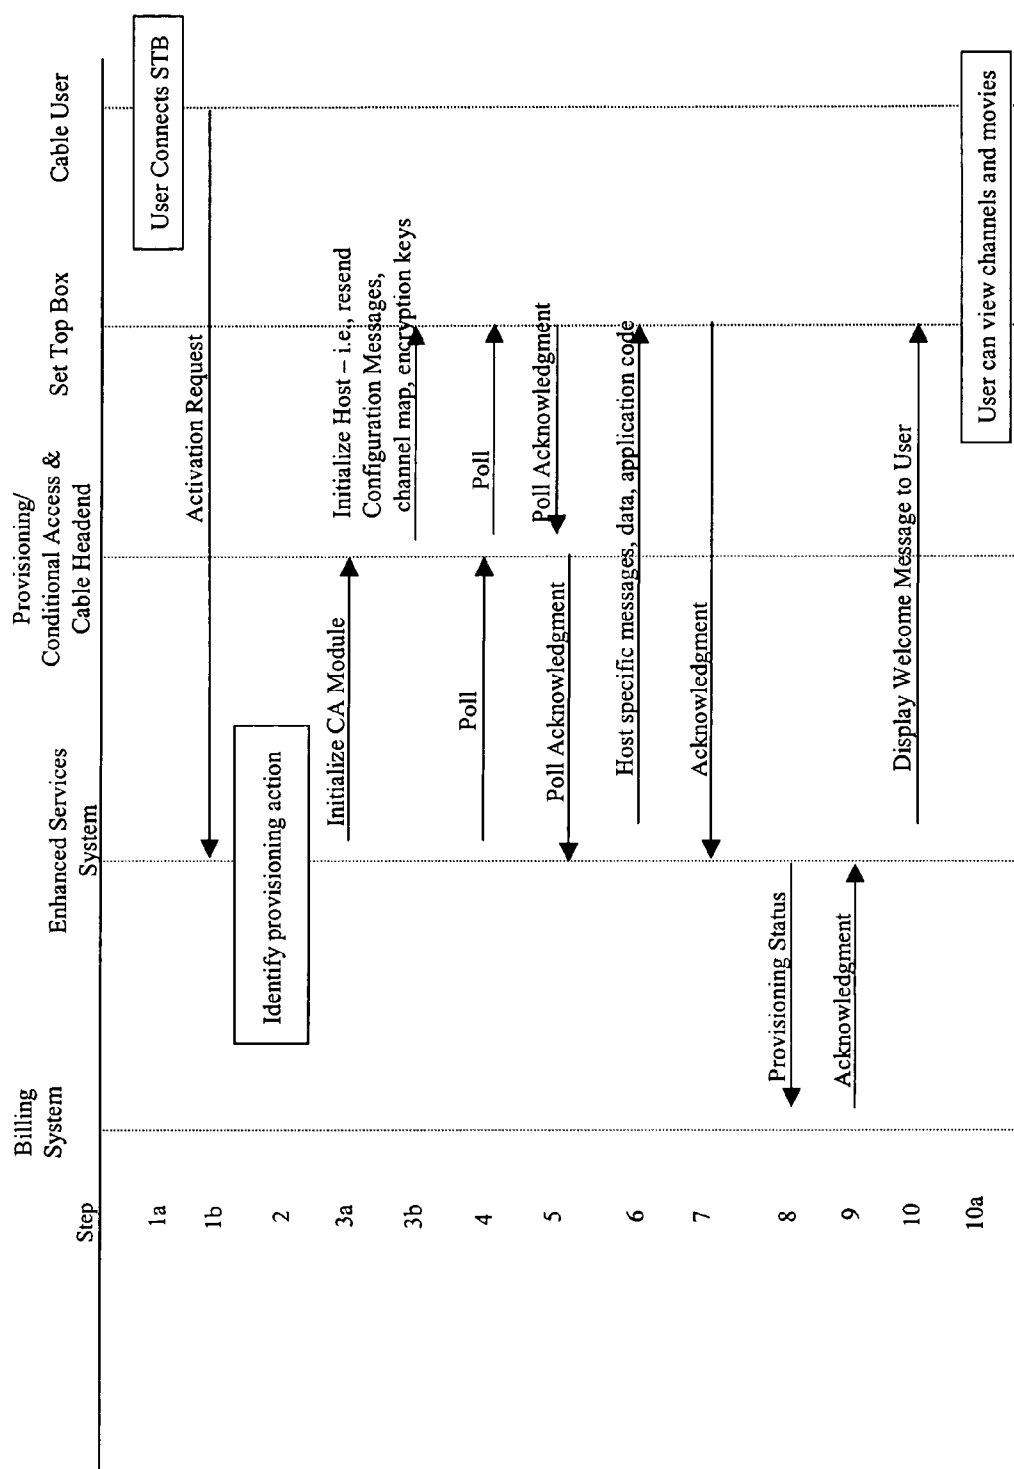 Step
Billing
System
Enhanced Services
System
Provisioning/
Conditional Access &
Cable Headend
Set Top Box
Cable User
1a
User Connects STB
1b
Activation Request
2
Identify provisioning action
3a
Initialize CA Module
Initialize Host – i.e., resend
Configuration Messages,
channel map, encryption keys
3b
4
Poll
Poll
5
Poll Acknowledgment
Poll Acknowledgment
6
Host specific messages, data, application code
7
Acknowledgment
8
Provisioning Status
9
Acknowledgment
10
Display Welcome Message to User
10a
User can view channels and movies